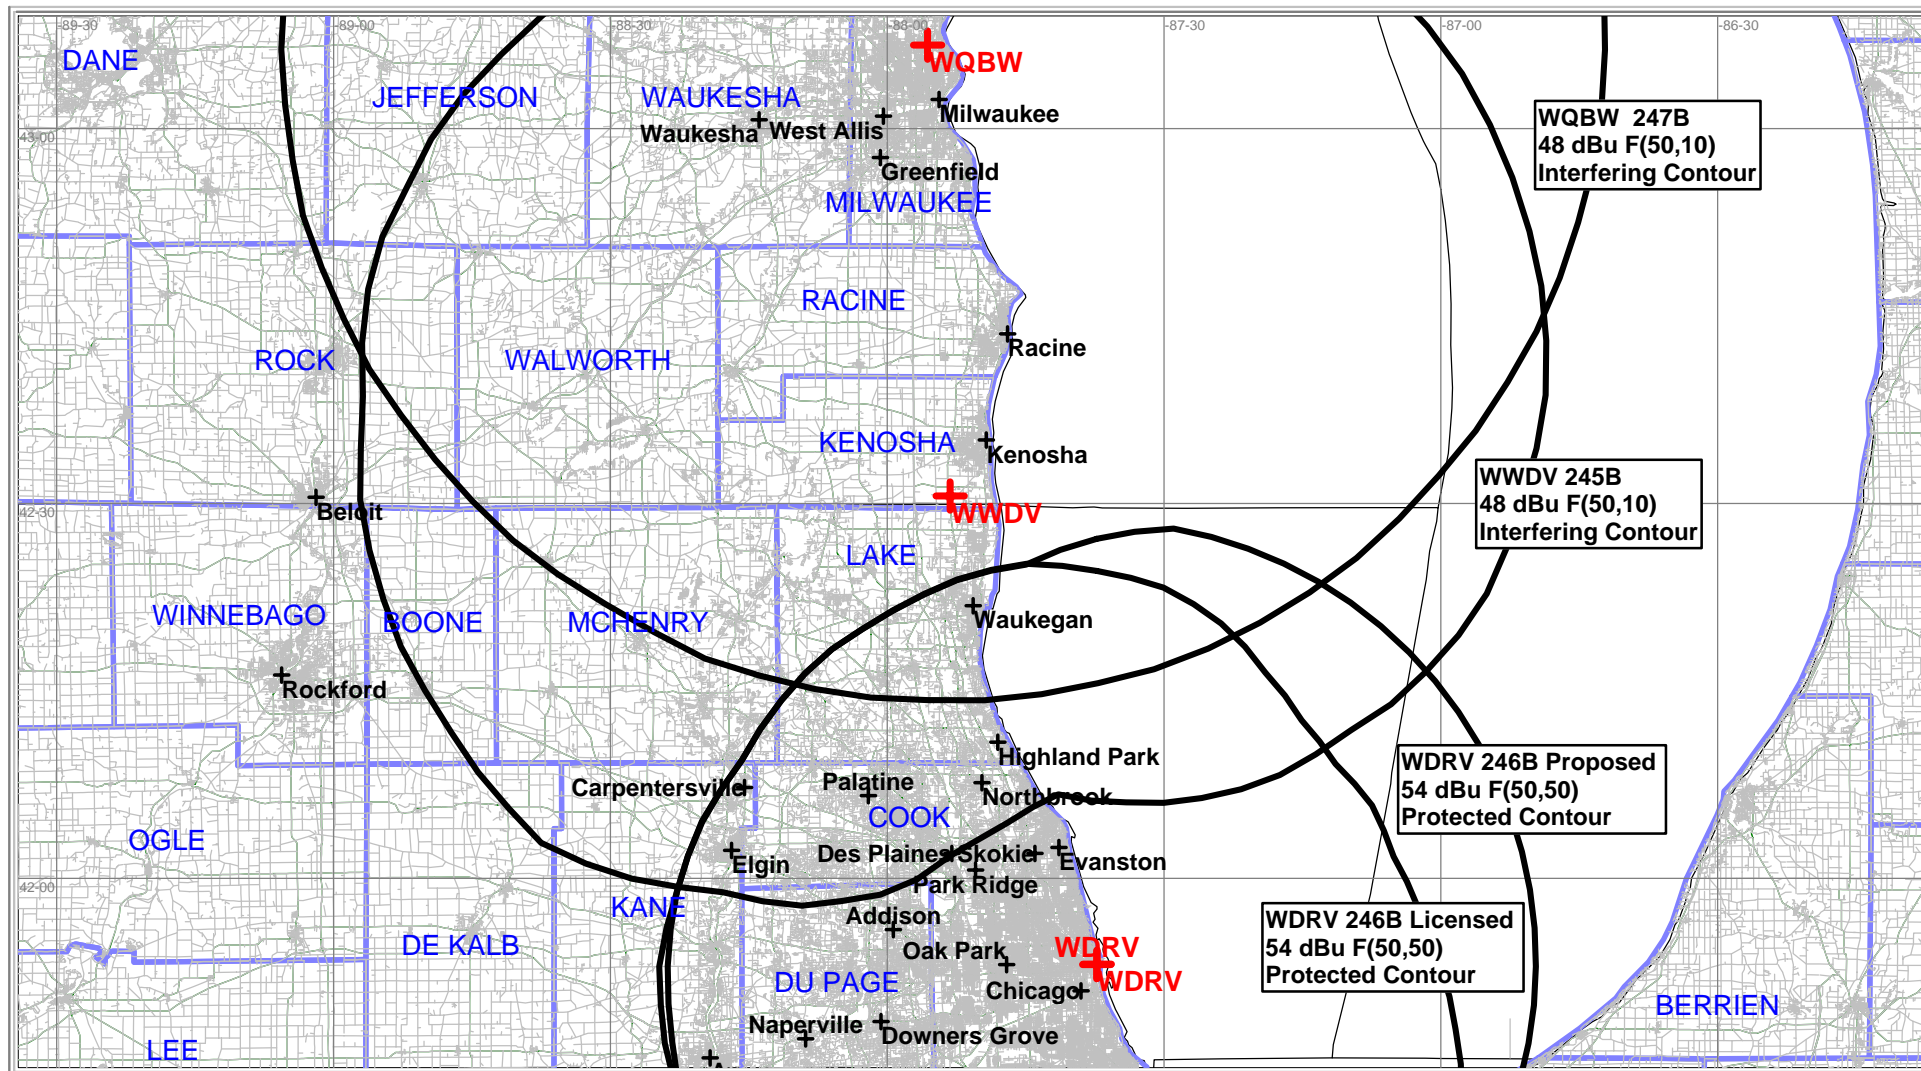 -89-30
-89-00
-88-30
-88-00
-87-30
-87-00
-86-30
DANE
WQBW
JEFFERSON
WAUKESHA
WQBW 247B
48 dBu F(50,10)
Interfering Contour
Milwaukee
Waukesha
West Allis
43-00
Greenfield
MILWAUKEE
RACINE
Racine
ROCK
WALWORTH
KENOSHA
Kenosha
WWDV 245B
48 dBu F(50,10)
Interfering Contour
42-30
Beloit
WWDV
LAKE
WINNEBAGO
BOONE
MCHENRY
Waukegan
Rockford
Highland Park
WDRV 246B Proposed
54 dBu F(50,50)
Protected Contour
Carpentersville
Palatine
Northbrook
COOK
OGLE
Elgin
Des Plaines
Skokie
Evanston
42-00
Park Ridge
KANE
Addison
WDRV 246B Licensed
54 dBu F(50,50)
Protected Contour
DE KALB
Oak Park
WDRV
WDRV
DU PAGE
Chicago
BERRIEN
Naperville
Downers Grove
LEE